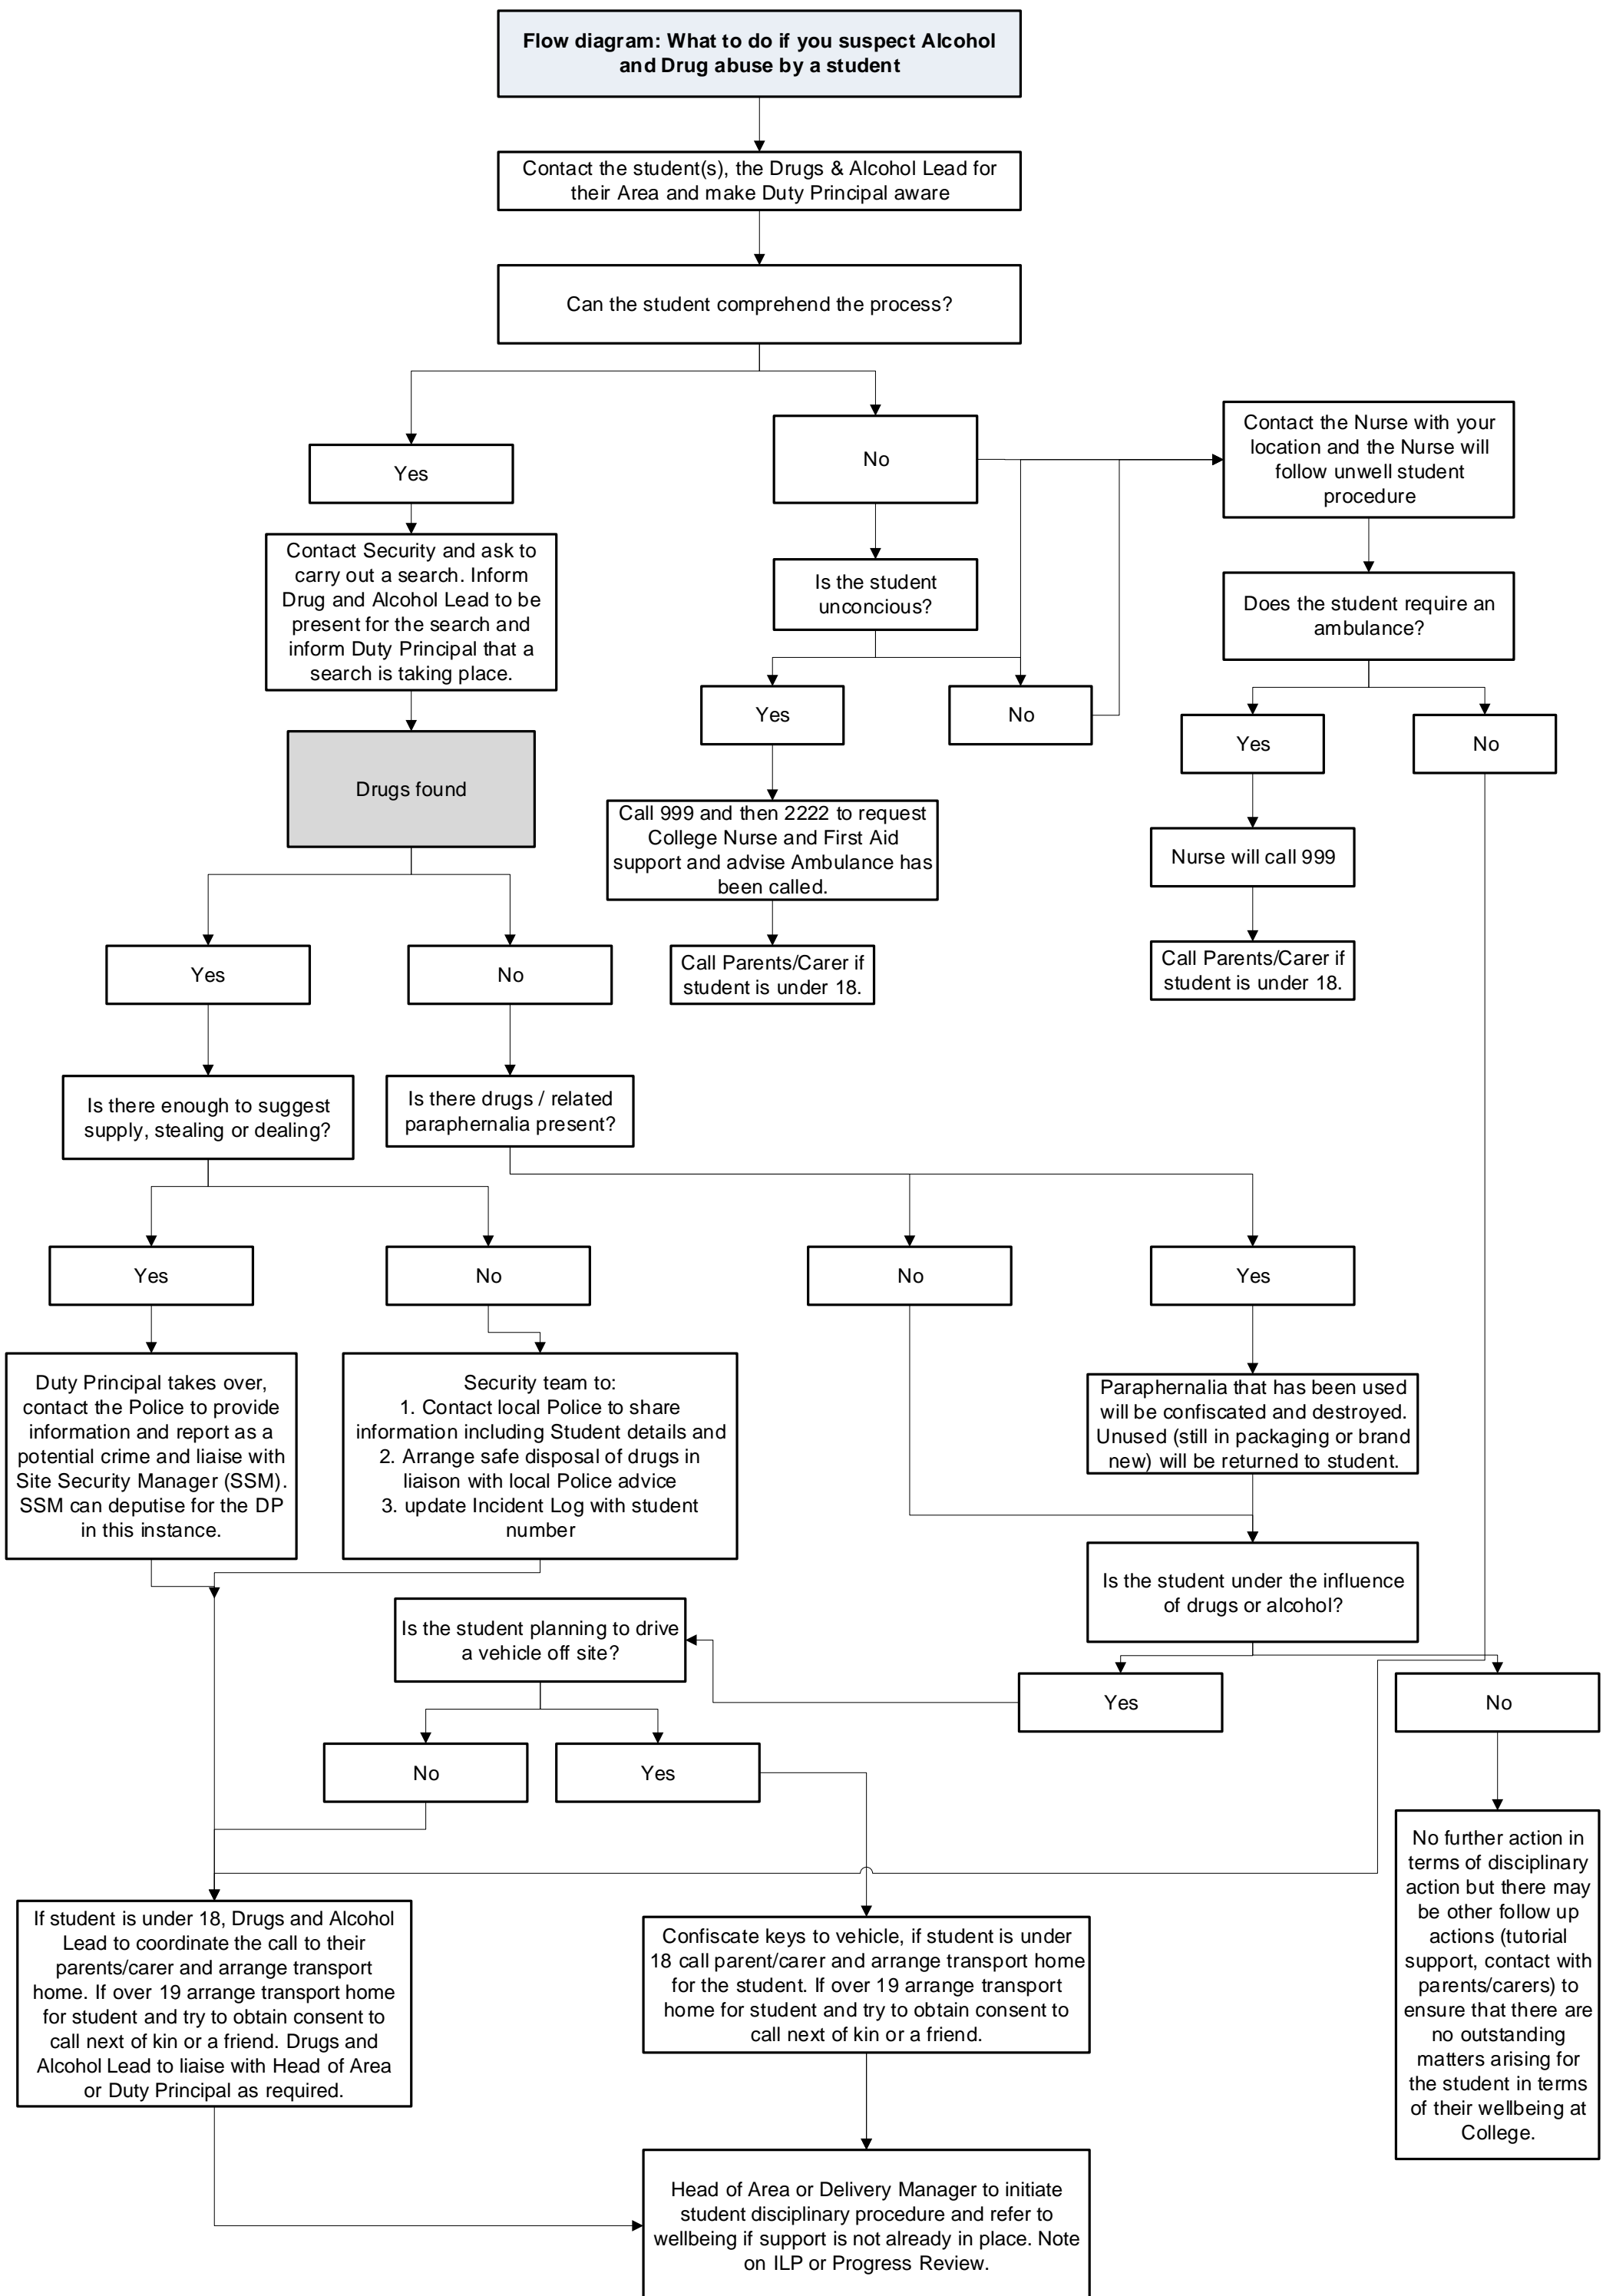 Flow diagram: What to do if you suspect Alcohol
and Drug abuse by a student
Contact the student(s), the Drugs & Alcohol Lead for
their Area and make Duty Principal aware
Can the student comprehend the process?
Yes
No
Contact the Nurse with your
location and the Nurse will
follow unwell student
procedure
Contact Security and ask to
carry out a search. Inform
Drug and Alcohol Lead to be
present for the search and
inform Duty Principal that a
search is taking place.
Is the student
unconcious?
Does the student require an
ambulance?
Yes
No
Yes
No
Drugs found
Call 999 and then 2222 to request
College Nurse and First Aid
support and advise Ambulance has
been called.
Nurse will call 999
Yes
No
Call Parents/Carer if
student is under 18.
Call Parents/Carer if
student is under 18.
Is there enough to suggest
supply, stealing or dealing?
Is there drugs / related
paraphernalia present?
Yes
No
No
Yes
Duty Principal takes over,
contact the Police to provide
information and report as a
potential crime and liaise with
Site Security Manager (SSM).
SSM can deputise for the DP
in this instance.
Security team to:
1. Contact local Police to share
information including Student details and
2. Arrange safe disposal of drugs in
liaison with local Police advice
3. update Incident Log with student
number
Paraphernalia that has been used
will be confiscated and destroyed.
Unused (still in packaging or brand
new) will be returned to student.
Is the student under the influence
of drugs or alcohol?
Is the student planning to drive
a vehicle off site?
Yes
No
No
Yes
No further action in
terms of disciplinary
action but there may
be other follow up
actions (tutorial
support, contact with
parents/carers) to
ensure that there are
no outstanding
matters arising for
the student in terms
of their wellbeing at
College.
If student is under 18, Drugs and Alcohol
Lead to coordinate the call to their
parents/carer and arrange transport
home. If over 19 arrange transport home
for student and try to obtain consent to
call next of kin or a friend. Drugs and
Alcohol Lead to liaise with Head of Area
or Duty Principal as required.
Confiscate keys to vehicle, if student is under
18 call parent/carer and arrange transport home
for the student. If over 19 arrange transport
home for student and try to obtain consent to
call next of kin or a friend.
Head of Area or Delivery Manager to initiate
student disciplinary procedure and refer to
wellbeing if support is not already in place. Note
on ILP or Progress Review.